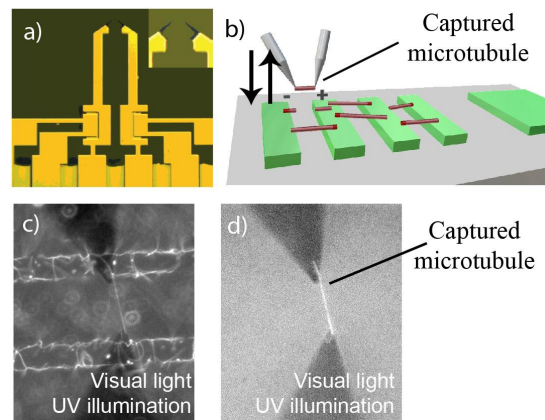 a)
b)
Captured
microtubule
- +
c)
Visual light
UV illumination
d)
Captured
microtubule
Visual light
UV illumination